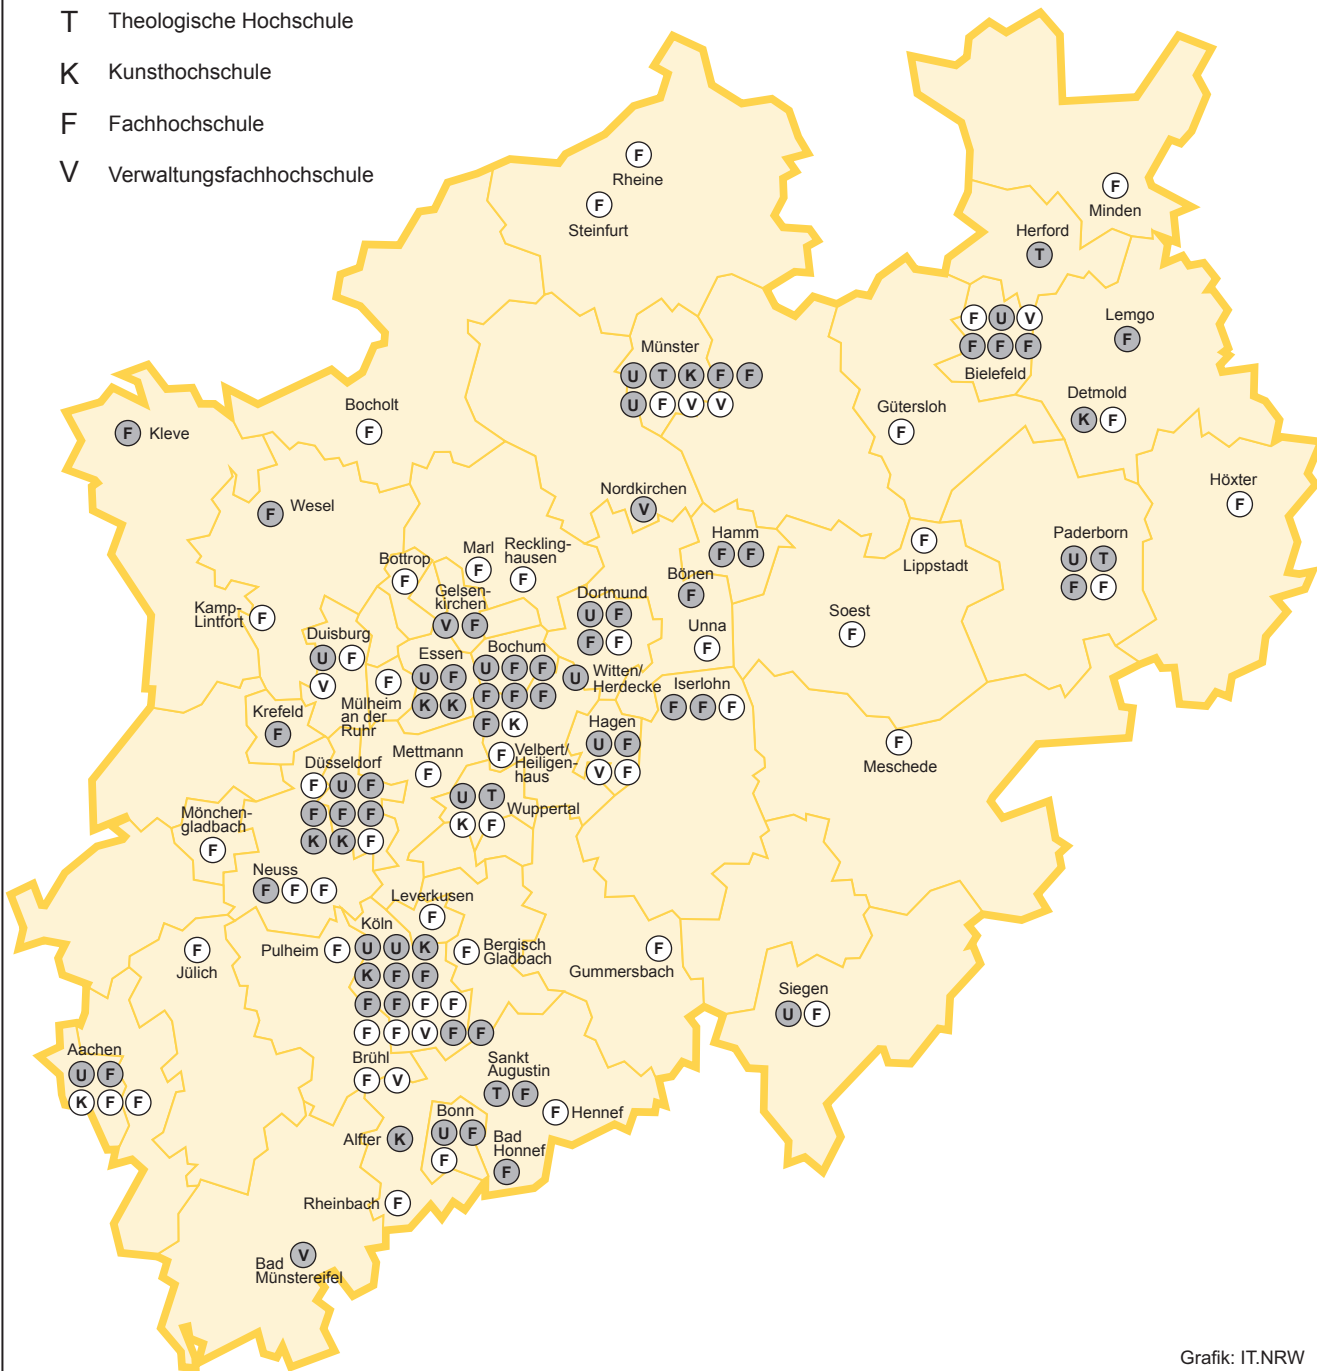 T Theologische Hochschule
K Kunsthochschule
F Fachhochschule
V Verwaltungsfachhochschule
F
Rheine
F
Steinfurt
F
Minden
Herford
T
F U V
F F F
Bielefeld
Lemgo
F
Detmold
K F
Münster
U T K F F
U F V V
Gütersloh
F
Bocholt
F
F Kleve
F Wesel
Höxter
F
Nordkirchen
V
Hamm
F F
F
Lippstadt
Paderborn
U T
F F
Bottrop
F
Marl
F
Reckling-
hausen
F
Gelsen-
kirchen
V F
Bönen
F
Dortmund
U F
F F
Unna
F
Soest
F
Kamp-
Lintfort F
Duisburg
U F
V
F
Mülheim
an der
Ruhr
Essen
U F
K K
Bochum
U F F
F F F
F K
U Witten/
Herdecke
Iserlohn
F F F
Krefeld
F
Hagen
U F
V F
F
Meschede
Mettmann
F
F Velbert/
Heiligen-
haus
Düsseldorf
F U F
F F F
K K F
U T
K F
Wuppertal
Mönchen-
gladbach
F
Neuss
F F F
Leverkusen
F
F
Jülich
Pulheim F
Köln
U U K
K F F
F F F F
F F V F F
F Bergisch
Gladbach
F
Gummersbach
Siegen
U F
Aachen
U F
K F F
Brühl
F V
Sankt
Augustin
T F
F Hennef
Alfter K
Bonn
U F
F
Bad
Honnef
F
Rheinbach F
V
Bad
Münstereifel
Grafik: IT.NRW